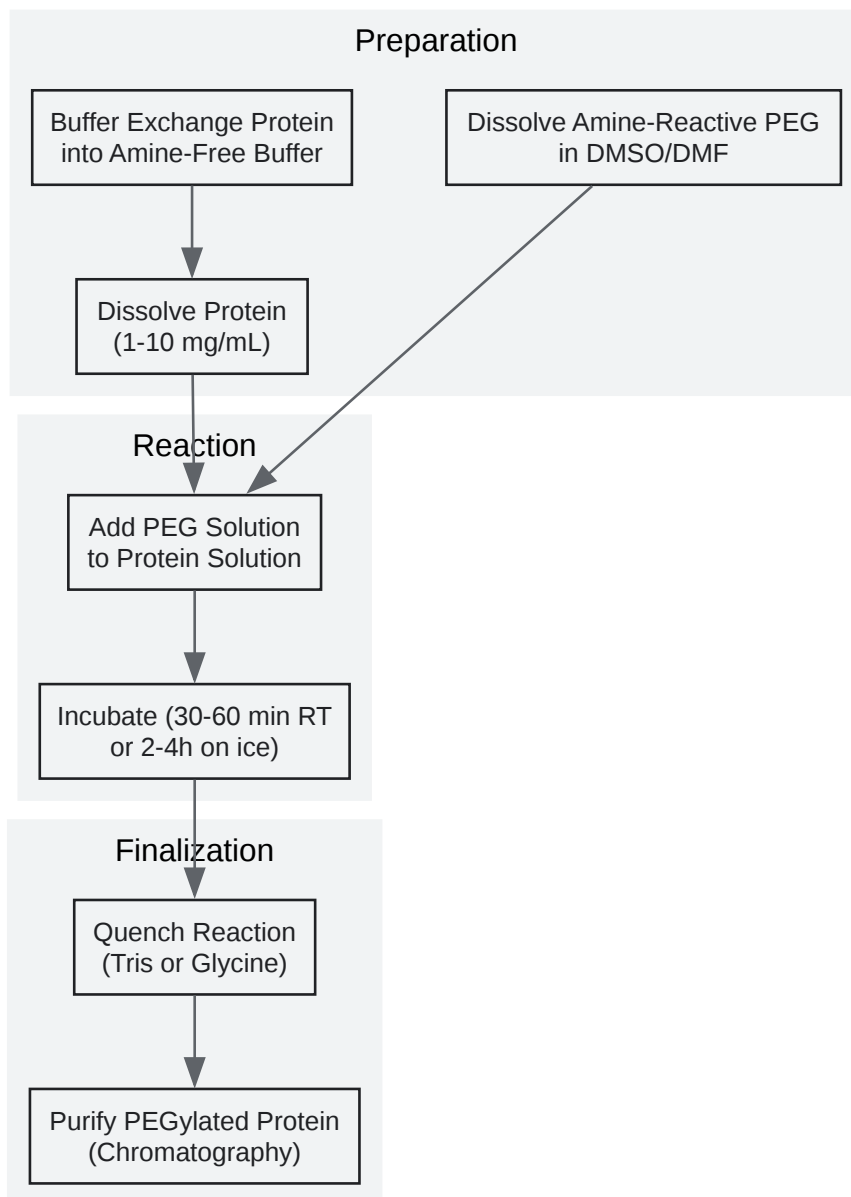 Preparation
Buffer Exchange Protein
into Amine-Free Buffer
Dissolve Amine-Reactive PEG
in DMSO/DMF
Dissolve Protein
(1-10 mg/mL)
Reaction
Add PEG Solution
to Protein Solution
Incubate (30-60 min RT
or 2-4h on ice)
Finalization
Quench Reaction
(Tris or Glycine)
Purify PEGylated Protein
(Chromatography)